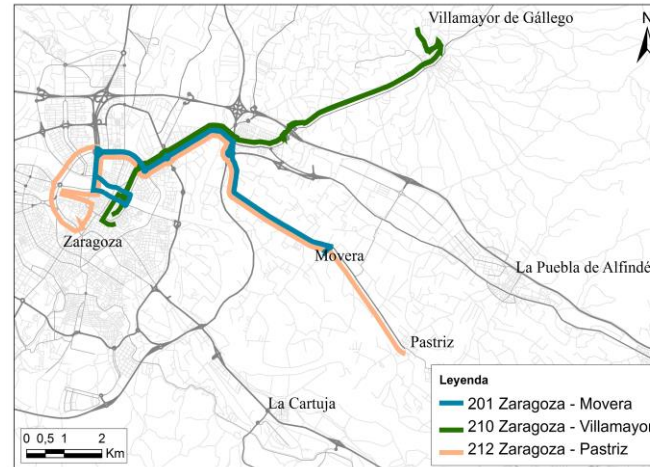 Villamayor de Gállego
N
Zaragoza
Movera
La Puebla de Alfindé
Pastriz
La Cartuja
Leyenda
201 Zaragoza - Movera
210 Zaragoza - Villamayor
212 Zaragoza - Pastriz
0 0,5 1 2
Km